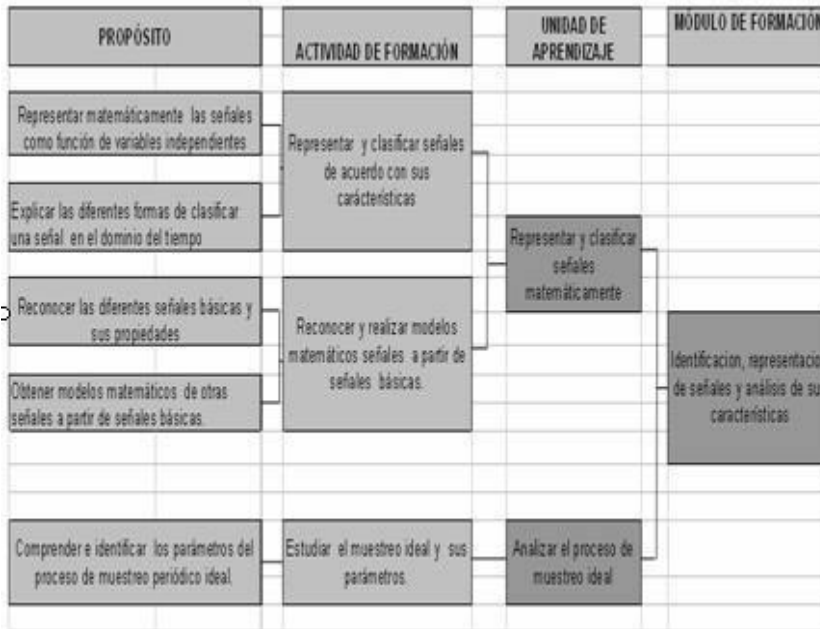 PROPÓSITO
ACTIVIDAD DE FORMACIÓN
UNIDAD DE
APRENDIZAJE
MÓDULO DE FORMACIÓN
Representar matemáticamente las señales
como función de variables independientes
Explicar las diferentes formas de clasificar
una señal en el dominio del tiempo
Representar y clasificar señales
de acuerdo con sus
carácterísticas
Reconocer las diferentes señales básicas y
sus propiedades
Obtener modelos matemáticos de otras
señales a partir de señales básicas.
Reconocer y realizar modelos
matemáticos señales a partir de
señales básicas.
Representar y clasificar
señales
matemáticamente
Identificacion, representacio
de señales y análisis de su
características
Comprender e identificar los parámetros del
proceso de muestreo periódico ideal.
Estudiar el muestreo ideal y sus
parámetros.
Analizar el proceso de
muestreo ideal